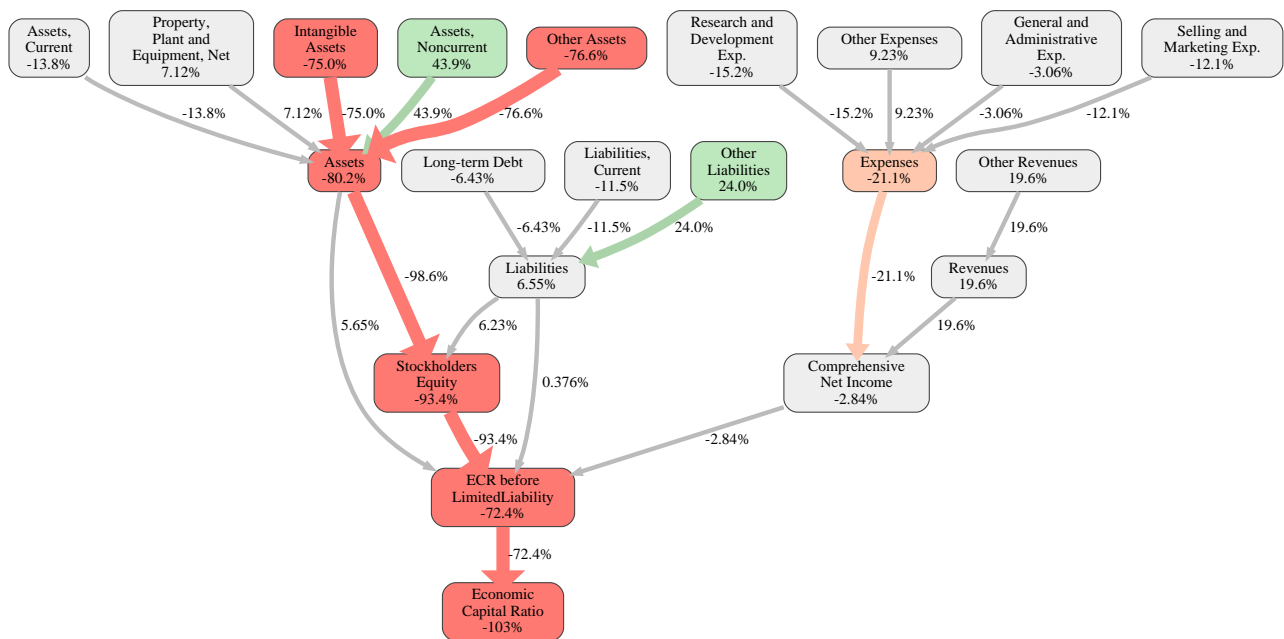 Assets,
Current
-13.8%
Property,
Plant and
Equipment, Net
7.12%
Intangible
Assets
-75.0%
Assets,
Noncurrent
43.9%
Other Assets
-76.6%
Research and
Development
Exp.
-15.2%
Other Expenses
9.23%
General and
Administrative
Exp.
-3.06%
Selling and
Marketing Exp.
-12.1%
-13.8%
7.12%
-75.0%
43.9%
-76.6%
-15.2%
9.23%
-3.06%
-12.1%
Assets
-80.2%
Long-term Debt
-6.43%
Liabilities,
Current
-11.5%
Other
Liabilities
24.0%
Expenses
-21.1%
Other Revenues
19.6%
-6.43%
-11.5%
24.0%
19.6%
-98.6%
Liabilities
6.55%
-21.1%
Revenues
19.6%
5.65%
6.23%
19.6%
Stockholders
Equity
-93.4%
0.376%
Comprehensive
Net Income
-2.84%
-93.4%
-2.84%
ECR before
LimitedLiability
-72.4%
-72.4%
Economic
Capital Ratio
-103%